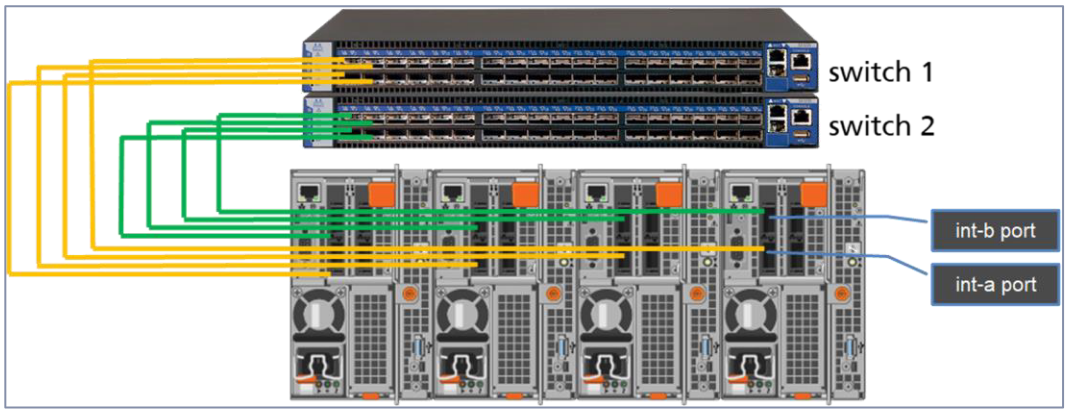 switch 1
switch 2
int-b port
int-a port